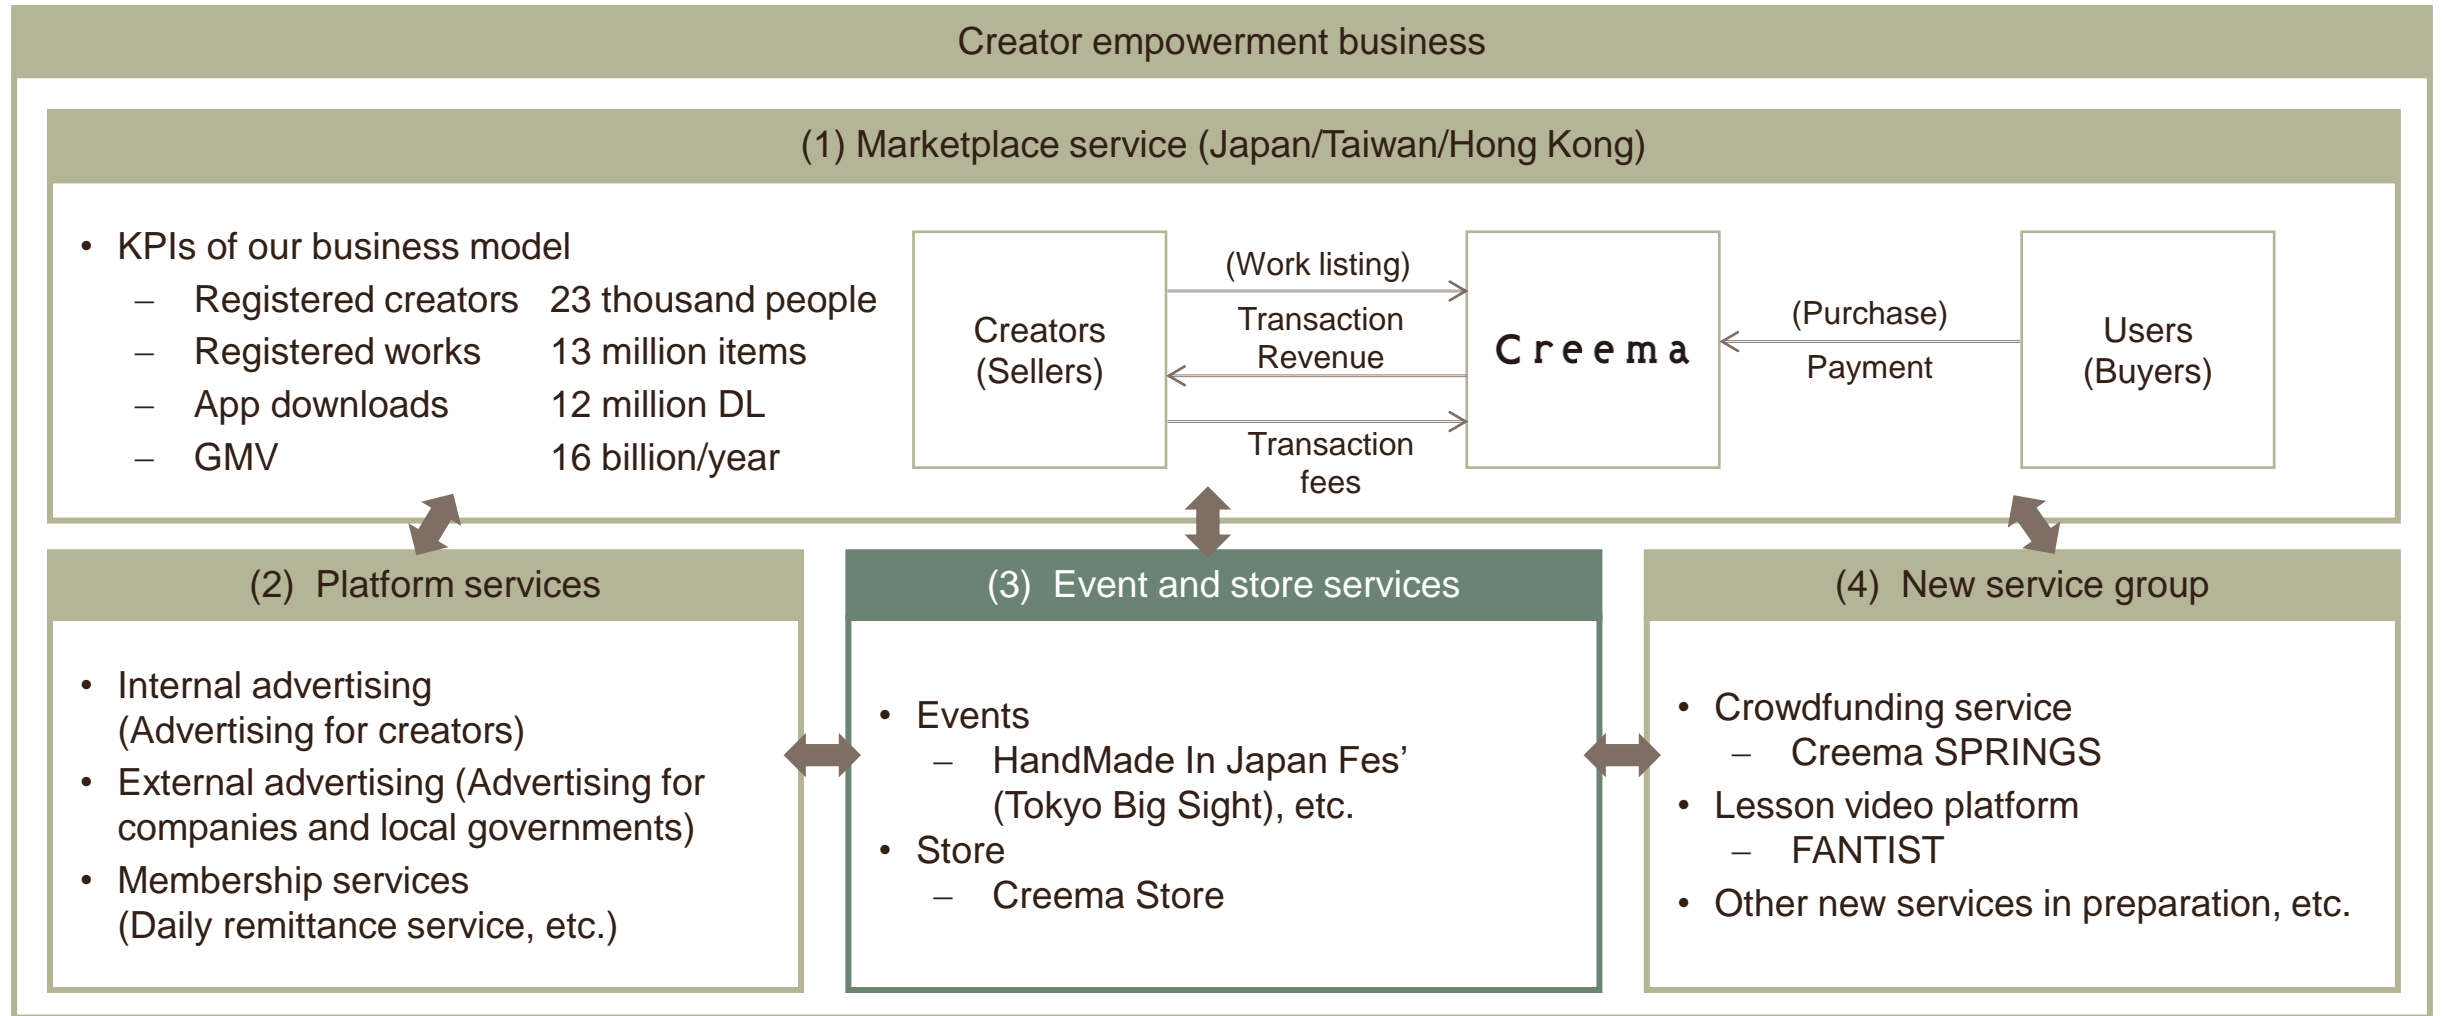 Creator empowerment business
(1) Marketplace service (Japan/Taiwan/Hong Kong)
• KPIs of our business model
– Registered creators 23 thousand people
– Registered works 13 million items
– App downloads 12 million DL
– GMV 16 billion/year
Creators
(Sellers)
(Work listing)
Transaction
Revenue
Transaction
fees
Creema
(Purchase)
Payment
Users
(Buyers)
(2) Platform services
• Internal advertising
(Advertising for creators)
• External advertising (Advertising for
companies and local governments)
• Membership services
(Daily remittance service, etc.)
(3) Event and store services
• Events
– HandMade In Japan Fes’
(Tokyo Big Sight), etc.
• Store
– Creema Store
(4) New service group
• Crowdfunding service
– Creema SPRINGS
• Lesson video platform
– FANTIST
• Other new services in preparation, etc.